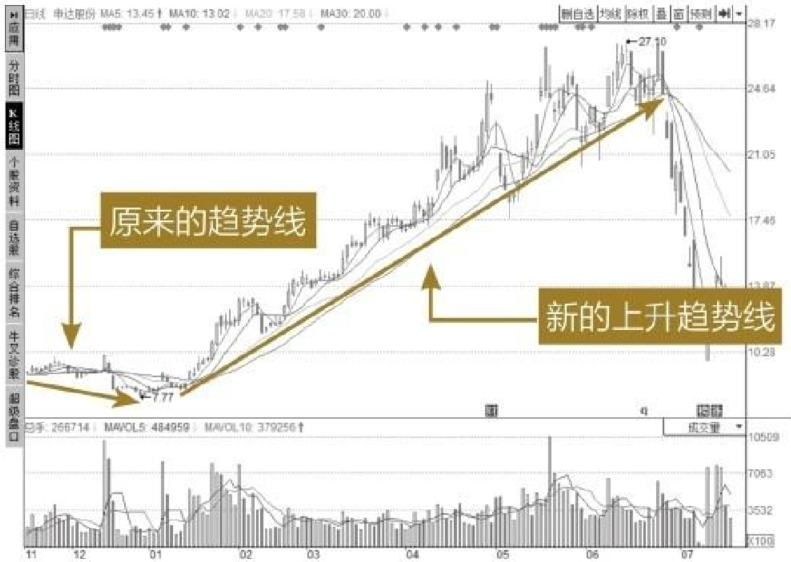 日线 申达股份 MA5: 13.45↑ MA10: 13.02↓ MA20: 17.58↓ MA30: 20.00↓
删自选 均线 除权 叠 窗 预测
应用
分时图
K线图
个股资料
自选股
综合排名
牛叉诊股
超级盘口
28.17
←27.10
24.64
21.05
17.46
13.87
10.28
原来的趋势线
新的上升趋势线
←7.77
q
总手: 266714↓ MAVOL5: 484959↓ MAVOL10: 379256↑
成交量
10509
7063
3532
X100
11 12 01 02 03 04 05 06 07